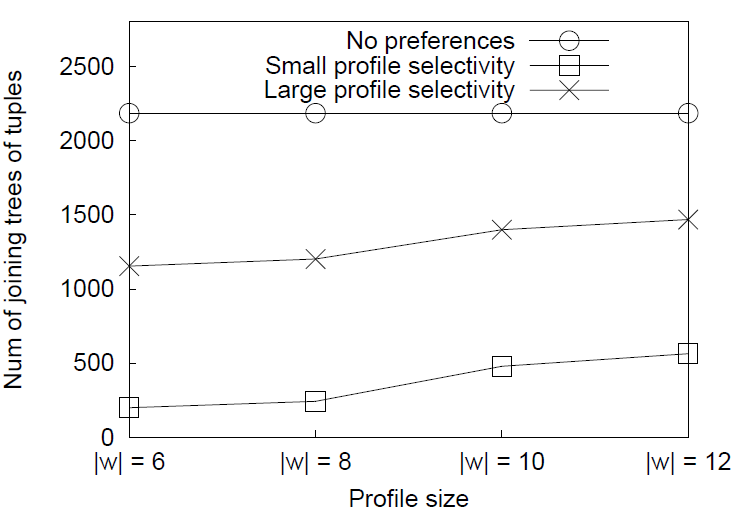 No preferences
Small profile selectivity
Large profile selectivity
Num of joining trees of tuples
2500
2000
1500
1000
500
0
|w| = 6 |w| = 8 |w| = 10 |w| = 12
Profile size